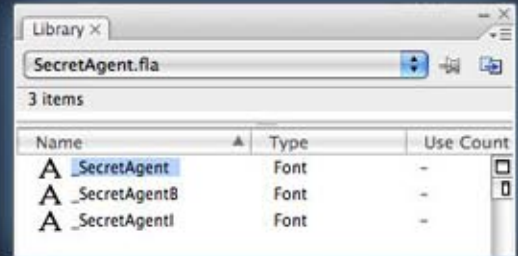 Library ×
SecretAgent.fla
3 items
Name Type Use Count
A _SecretAgent Font -
A _SecretAgentB Font -
A _SecretAgentI Font -